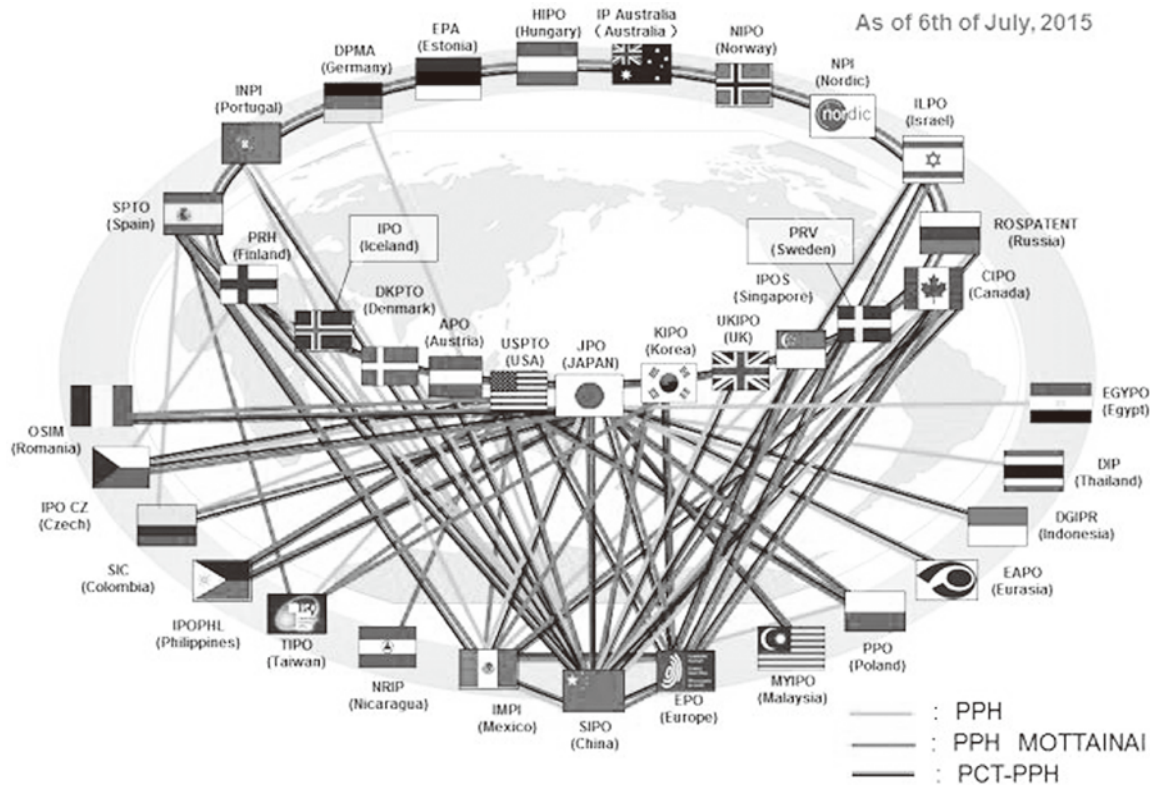 As of 6th of July, 2015
HIPO
(Hungary)
IP Australia
( Australia )
EPA
(Estonia)
NIPO
(Norway)
DPMA
(Germany)
NPI
(Nordic)
nordic
INPI
(Portugal)
ILPO
(Israel)
SPTO
(Spain)
PRH
(Finland)
IPO
(Iceland)
PRV
(Sweden)
ROSPATENT
(Russia)
IPOS
(Singapore)
CIPO
(Canada)
DKPTO
(Denmark)
APO
(Austria)
USPTO
(USA)
JPO
(JAPAN)
KIPO
(Korea)
UKIPO
(UK)
OSIM
(Romania)
EGYPO
(Egypt)
IPO CZ
(Czech)
DIP
(Thailand)
SIC
(Colombia)
DGIPR
(Indonesia)
IPOPHL
(Philippines)
EAPO
(Eurasia)
TIPO
(Taiwan)
PPO
(Poland)
NRIP
(Nicaragua)
MYIPO
(Malaysia)
IMPI
(Mexico)
SIPO
(China)
EPO
(Europe)
: PPH
: PPH MOTTAINAI
: PCT-PPH